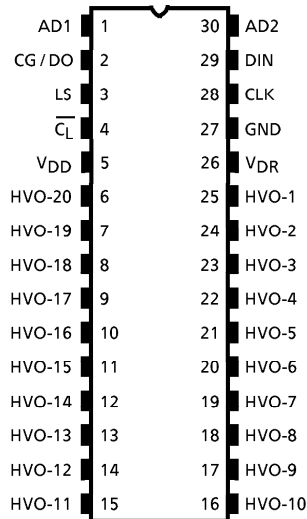 AD1 1 30 AD2
CG / DO 2 29 DIN
LS 3 28 CLK
C̅L̅ 4 27 GND
VDD 5 26 VDR
HVO-20 6 25 HVO-1
HVO-19 7 24 HVO-2
HVO-18 8 23 HVO-3
HVO-17 9 22 HVO-4
HVO-16 10 21 HVO-5
HVO-15 11 20 HVO-6
HVO-14 12 19 HVO-7
HVO-13 13 18 HVO-8
HVO-12 14 17 HVO-9
HVO-11 15 16 HVO-10